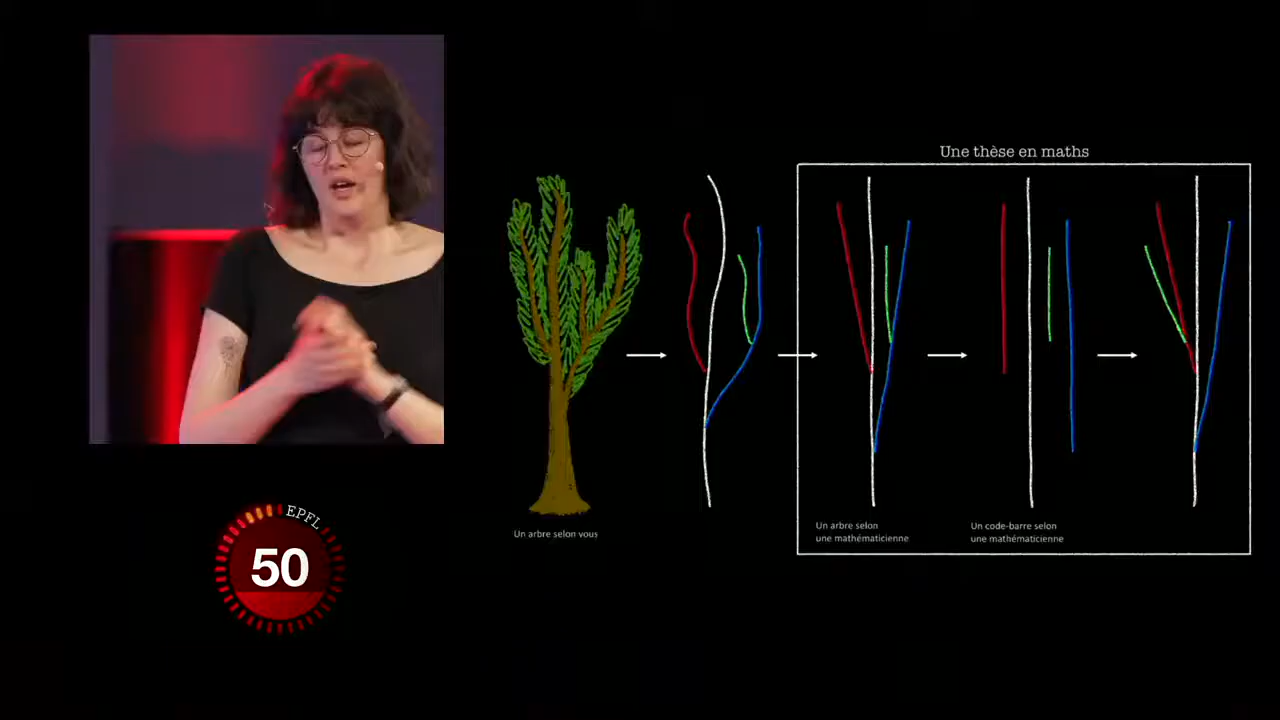 Une thèse en maths
Un arbre selon vous
Un arbre selon
une mathématicienne
Un code-barre selon
une mathématicienne
EPFL
50